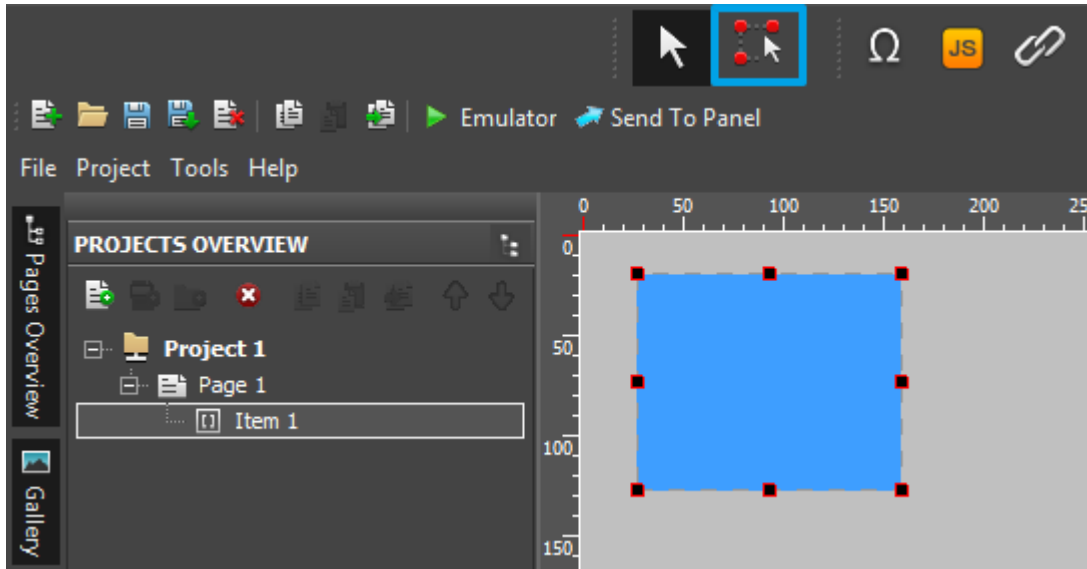 Ω JS
Emulator Send To Panel
File Project Tools Help
0 50 100 150 200 25
Pages Overview
PROJECTS OVERVIEW
0
Project 1
50
Page 1
Item 1
100
Gallery
150